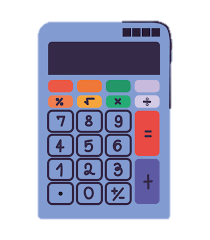 % √ × ÷
7 8 9 =
4 5 6
1 2 3 +
• 0 +/-